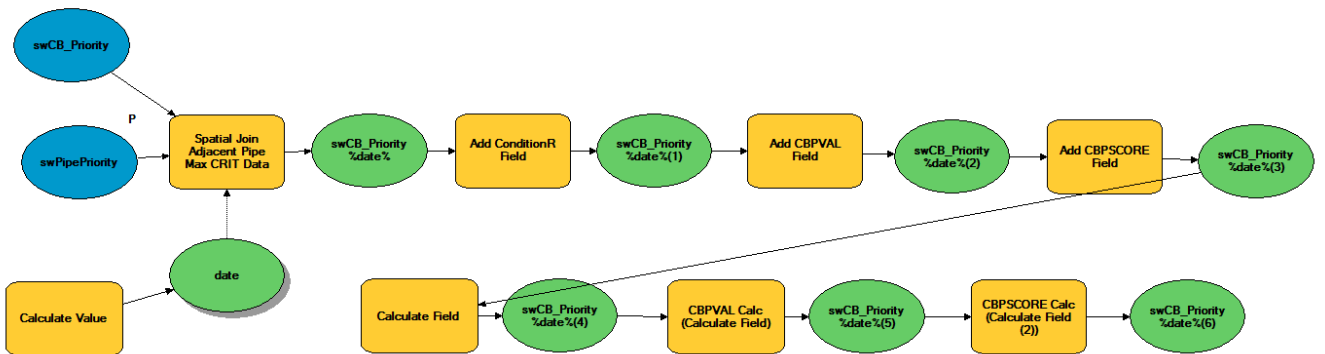 swCB_Priority
P
swPipePriority
Spatial Join
Adjacent Pipe
Max CRIT Data
swCB_Priority
%date%
Add ConditionR
Field
swCB_Priority
%date%(1)
Add CBPVAL
Field
swCB_Priority
%date%(2)
Add CBPSCORE
Field
swCB_Priority
%date%(3)
date
Calculate Value
Calculate Field
swCB_Priority
%date%(4)
CBPVAL Calc
(Calculate Field)
swCB_Priority
%date%(5)
CBPSCORE Calc
(Calculate Field
(2))
swCB_Priority
%date%(6)